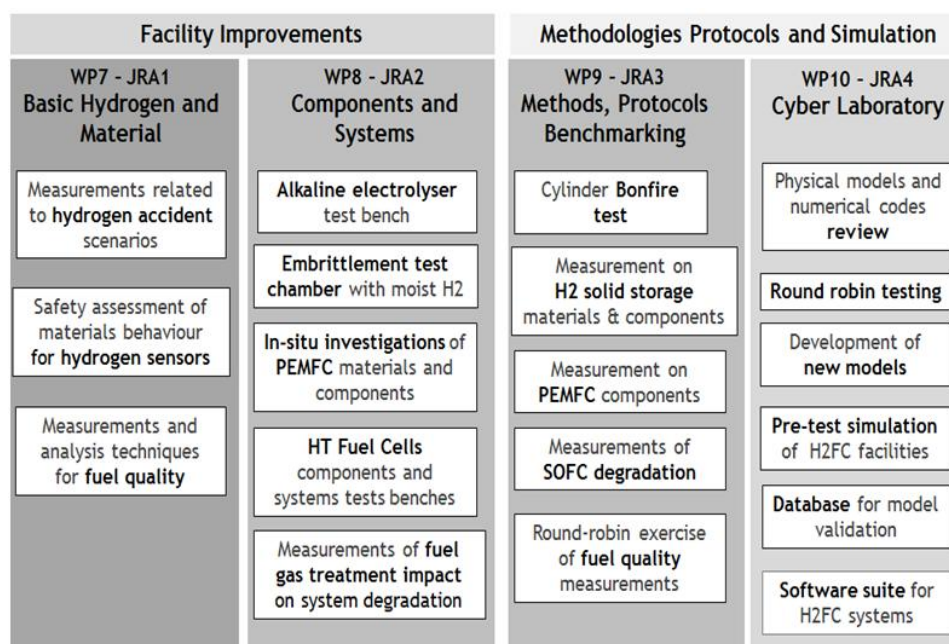 Facility Improvements
Methodologies Protocols and Simulation
WP7 - JRA1
Basic Hydrogen and
Material
Measurements related
to hydrogen accident
scenarios
Safety assessment of
materials behaviour
for hydrogen sensors
Measurements and
analysis techniques
for fuel quality
WP8 - JRA2
Components and
Systems
Alkaline electrolyser
test bench
Embrittlement test
chamber with moist H2
In-situ investigations of
PEMFC materials and
components
HT Fuel Cells
components and
systems tests benches
Measurements of fuel
gas treatment impact
on system degradation
WP9 - JRA3
Methods, Protocols
Benchmarking
Cylinder Bonfire
test
Measurement on
H2 solid storage
materials & components
Measurement on
PEMFC components
Measurements of
SOFC degradation
Round-robin exercise
of fuel quality
measurements
WP10 - JRA4
Cyber Laboratory
Physical models and
numerical codes
review
Round robin testing
Development of
new models
Pre-test simulation
of H2FC facilities
Database for model
validation
Software suite for
H2FC systems